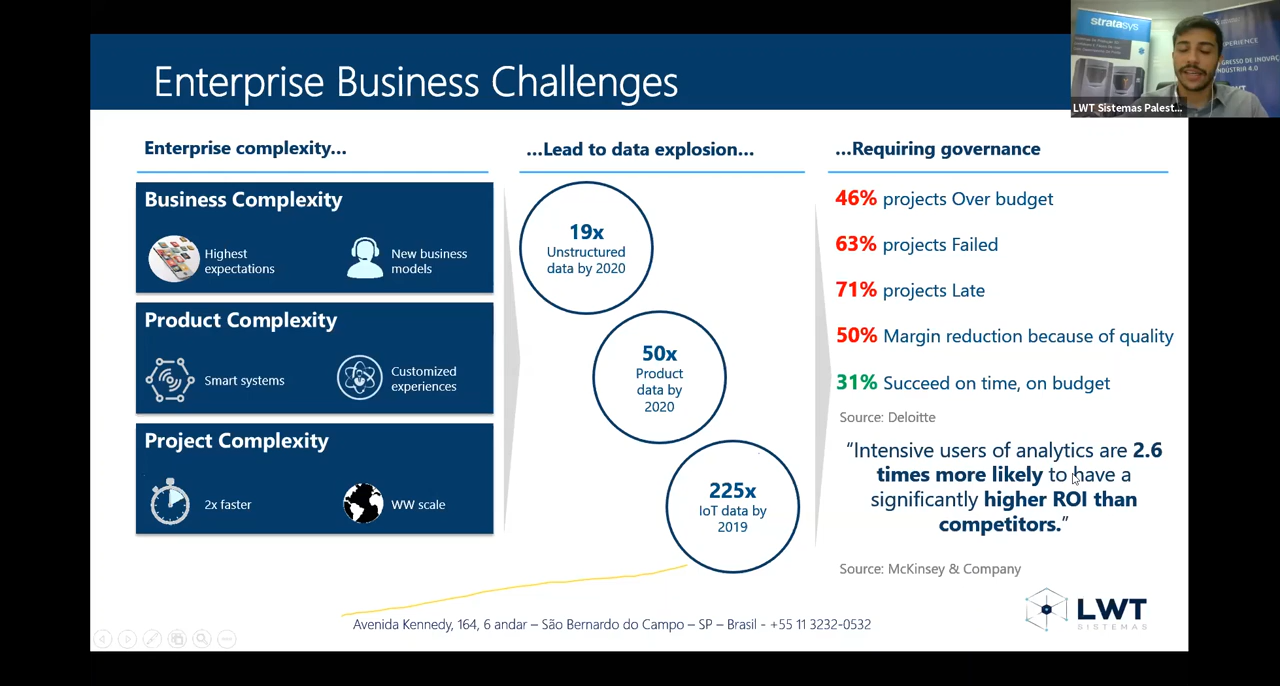 Enterprise Business Challenges
stratasys
LWT Sistemas Palest...
Enterprise complexity...
...Lead to data explosion...
...Requiring governance
Business Complexity
Highest
expectations
New business
models
Product Complexity
Smart systems
Customized
experiences
Project Complexity
2x faster
WW scale
19x
Unstructured
data by 2020
50x
Product
data by
2020
225x
IoT data by
2019
46% projects Over budget
63% projects Failed
71% projects Late
50% Margin reduction because of quality
31% Succeed on time, on budget
Source: Deloitte
“Intensive users of analytics are 2.6
times more likely to have a
significantly higher ROI than
competitors.”
Source: McKinsey & Company
LWT
SISTEMAS
Avenida Kennedy, 164, 6 andar – São Bernardo do Campo – SP – Brasil - +55 11 3232-0532